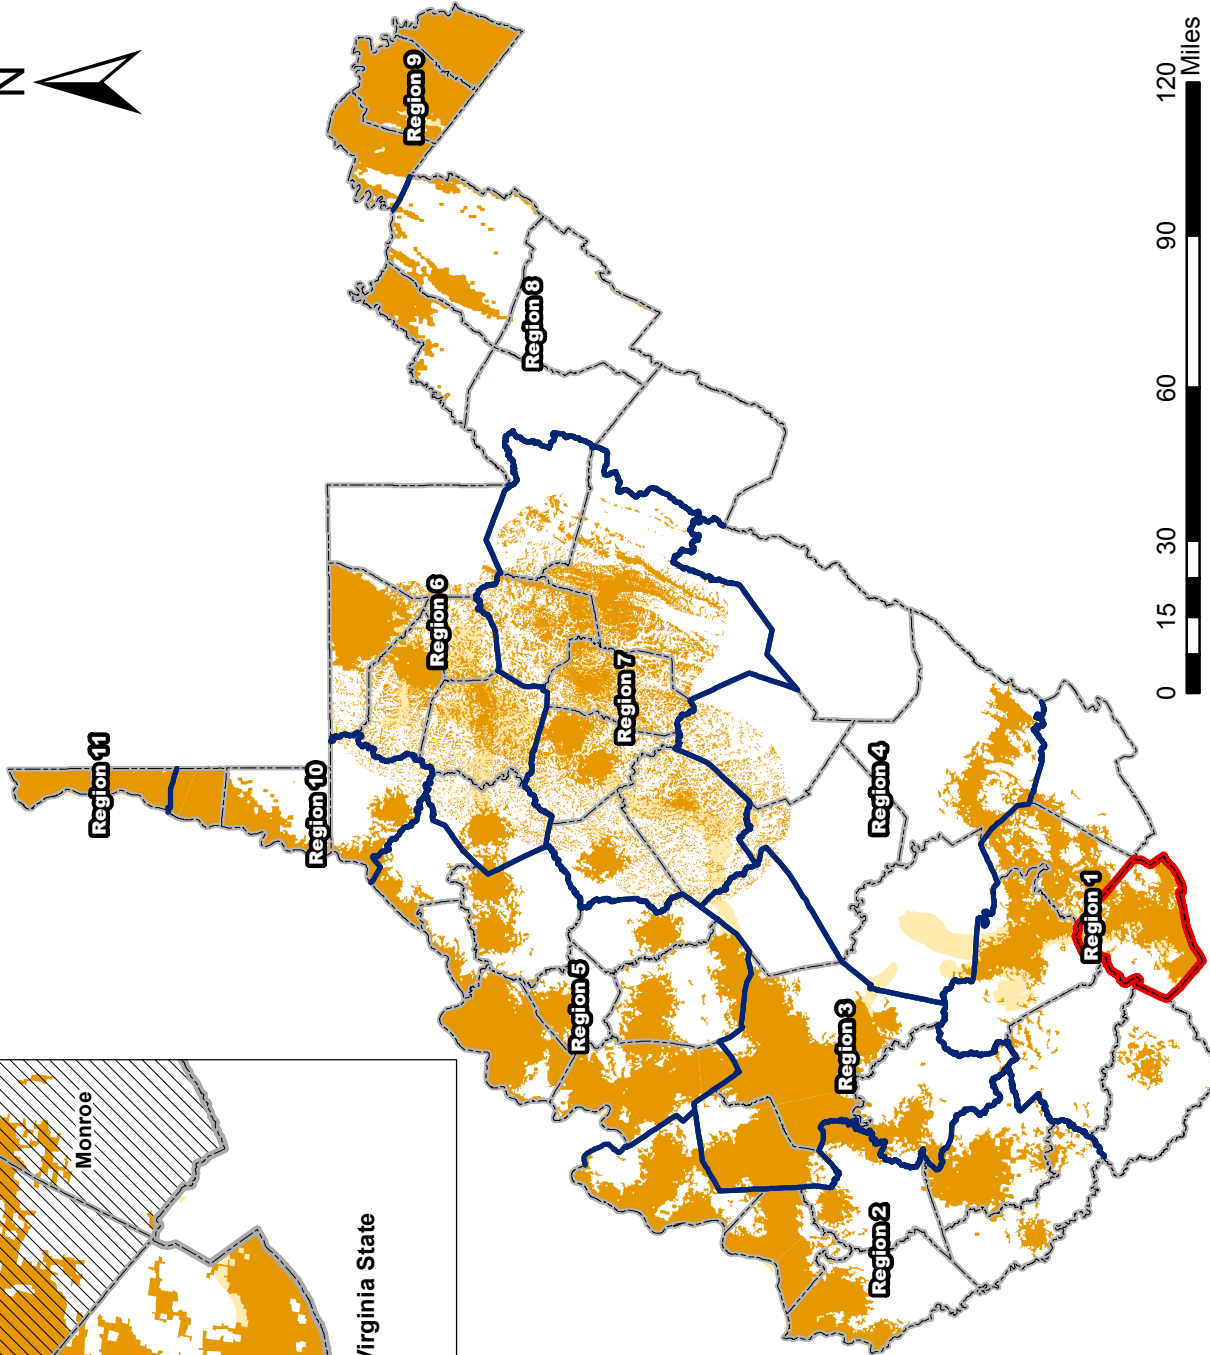 N
Region 11
Region 10
Region 9
Region 6
Region 8
Region 7
Region 5
Region 4
Region 3
Region 1
Region 2
Monroe
Virginia State
0 15 30 60 90 120
Miles